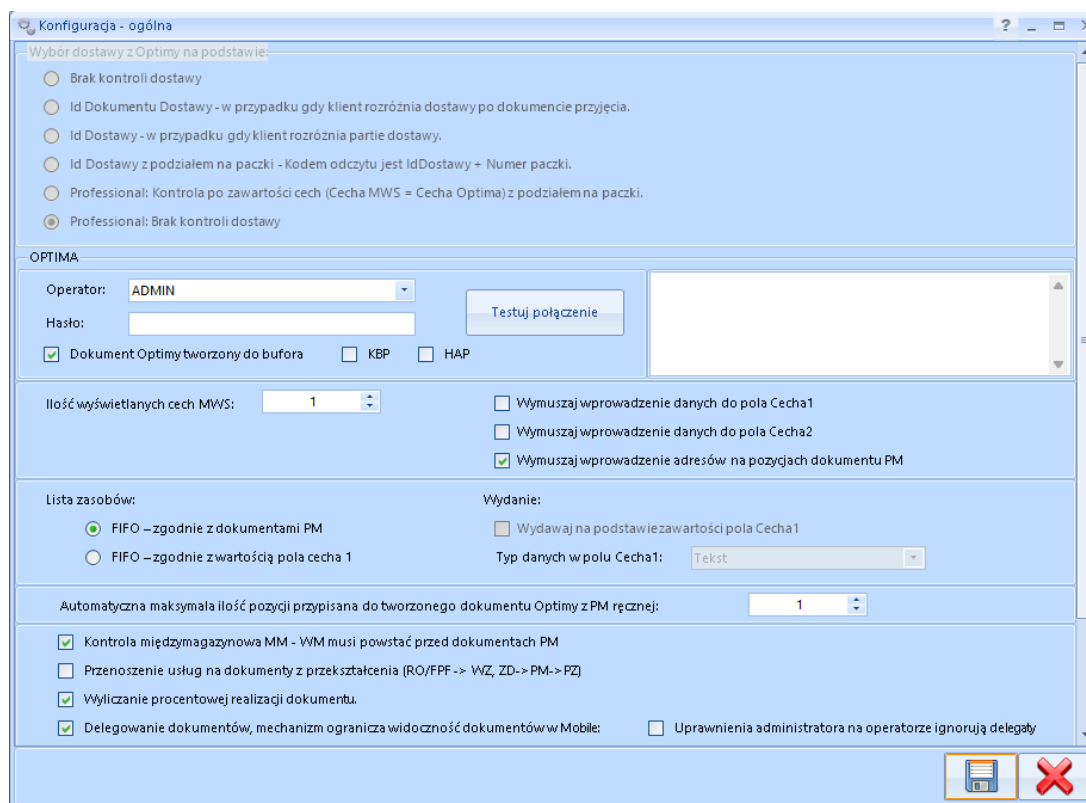 Konfiguracja - ogólna
Wybór dostawy z Optimy na podstawie:
Brak kontroli dostawy
Id Dokumentu Dostawy - w przypadku gdy klient rozróżnia dostawy po dokumencie przyjęcia.
Id Dostawy - w przypadku gdy klient rozróżnia partie dostawy.
Id Dostawy z podziałem na paczki - Kodem odczytu jest IdDostawy + Numer paczki.
Professional: Kontrola po zawartości cech (Cecha MWS = Cecha Optima) z podziałem na paczki.
Professional: Brak kontroli dostawy
OPTIMA
Operator: ADMIN
Testuj połączenie
Hasło:
Dokument Optimy tworzony do bufora KBP HAP
Ilość wyświetlanych cech MWS: 1 Wymuszaj wprowadzenie danych do pola Cecha1
Wymuszaj wprowadzenie danych do pola Cecha2
Wymuszaj wprowadzenie adresów na pozycjach dokumentu PM
Lista zasobów: Wydanie:
FIFO – zgodnie z dokumentami PM Wydawaj na podstawie zawartości pola Cecha1
FIFO – zgodnie z wartością pola cecha 1 Typ danych w polu Cecha1: Tekst
Automatyczna maksymala ilość pozycji przypisana do tworzonego dokumentu Optimy z PM ręcznej: 1
Kontrola międzymagazynowa MM - WM musi powstać przed dokumentach PM
Przenoszenie usług na dokumenty z przekształcenia (RO/FPF -> WZ, ZD->PM->PZ)
Wyliczanie procentowej realizacji dokumentu.
Delegowanie dokumentów, mechanizm ogranicza widoczność dokumentów w Mobile: Uprawnienia administratora na operatorze ignorują delegaty